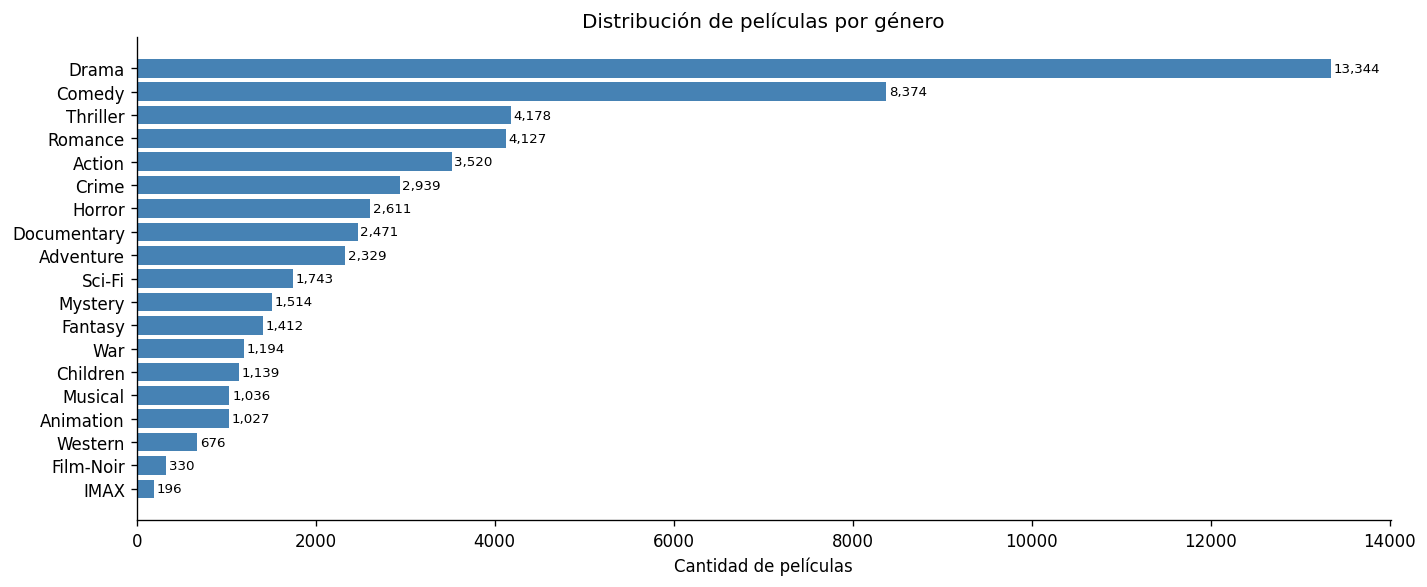 Distribución de películas por género
Drama 13,344
Comedy 8,374
Thriller 4,178
Romance 4,127
Action 3,520
Crime 2,939
Horror 2,611
Documentary 2,471
Adventure 2,329
Sci-Fi 1,743
Mystery 1,514
Fantasy 1,412
War 1,194
Children 1,139
Musical 1,036
Animation 1,027
Western 676
Film-Noir 330
IMAX 196
0 2000 4000 6000 8000 10000 12000 14000
Cantidad de películas